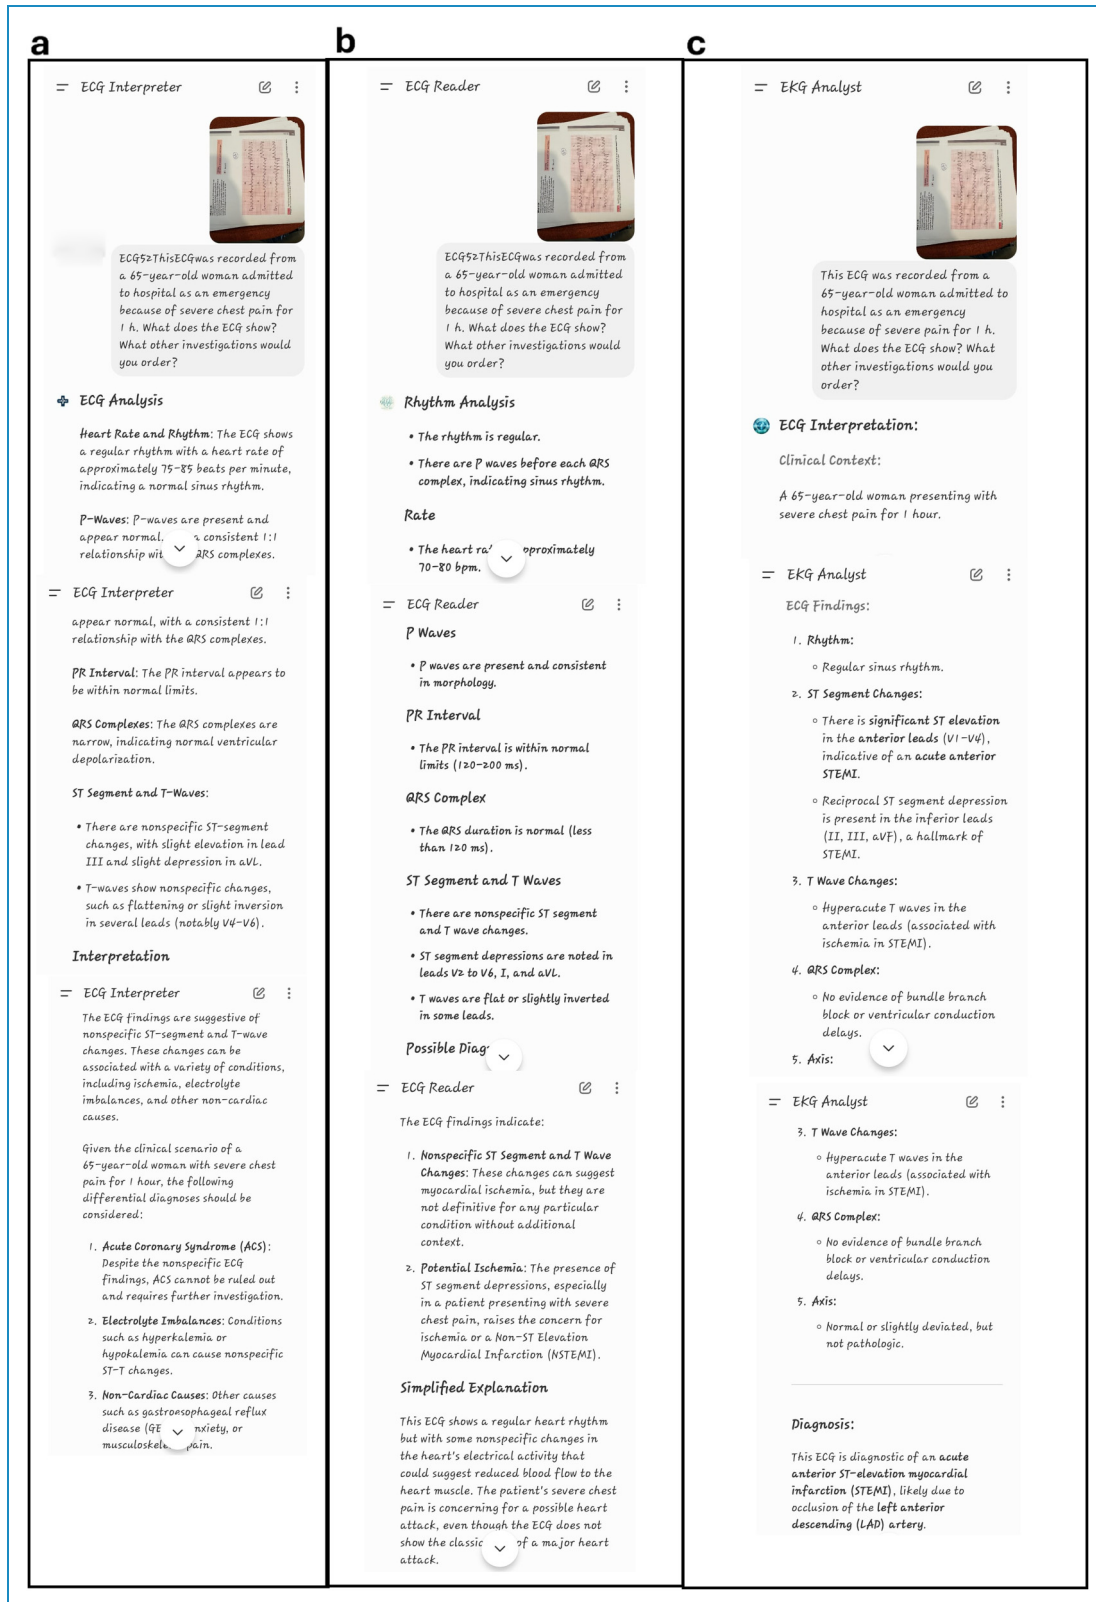 a
ECG Interpreter
ECG52ThisECGwas recorded from
a 65-year-old woman admitted
to hospital as an emergency
because of severe chest pain for
1 h. What does the ECG show?
What other investigations would
you order?
ECG Analysis
Heart Rate and Rhythm: The ECG shows
a regular rhythm with a heart rate of
approximately 75-85 beats per minute,
indicating a normal sinus rhythm.
P-Waves: P-waves are present and
appear normal, a consistent 1:1
relationship QRS complexes.
ECG Interpreter
appear normal, with a consistent 1:1
relationship with the QRS complexes.
PR Interval: The PR interval appears to
be within normal limits.
QRS Complexes: The QRS complexes are
narrow, indicating normal ventricular
depolarization.
ST Segment and T-Waves:
• There are nonspecific ST-segment
changes, with slight elevation in lead
III and slight depression in aVL.
• T-waves show nonspecific changes,
such as flattening or slight inversion
in several leads (notably V4-V6).
Interpretation
ECG Interpreter
The ECG findings are suggestive of
nonspecific ST-segment and T-wave
changes. These changes can be
associated with a variety of conditions,
including ischemia, electrolyte
imbalances, and other non-cardiac
causes.
Given the clinical scenario of a
65-year-old woman with severe chest
pain for 1 hour, the following
differential diagnoses should be
considered:
1. Acute Coronary Syndrome (ACS):
Despite the nonspecific ECG
findings, ACS cannot be ruled out
and requires further investigation.
2. Electrolyte Imbalances: Conditions
such as hyperkalemia or
hypokalemia can cause nonspecific
ST-T changes.
3. Non-Cardiac Causes: Other causes
such as gastroesophageal reflux
disease or
pain.
b
ECG Reader
ECG52ThisECGwas recorded from
a 65-year-old woman admitted
to hospital as an emergency
because of severe chest pain for
1 h. What does the ECG show?
What other investigations would
you order?
Rhythm Analysis
• The rhythm is regular.
• There are P waves before each QRS
complex, indicating sinus rhythm.
Rate
• The heart approximately
70-80 bpm.
ECG Reader
P Waves
• P waves are present and consistent
in morphology.
PR Interval
• The PR interval is within normal
limits (120-200 ms).
QRS Complex
• The QRS duration is normal (less
than 120 ms).
ST Segment and T Waves
• There are nonspecific ST segment
and T wave changes.
• ST segment depressions are noted in
leads V2 to V6, I, and aVL.
• T waves are flat or slightly inverted
in some leads.
Possible
ECG Reader
The ECG findings indicate:
1. Nonspecific ST Segment and T Wave
Changes: These changes can suggest
myocardial ischemia, but they are
not definitive for any particular
condition without additional
context.
2. Potential Ischemia: The presence of
ST segment depressions, especially
in a patient presenting with severe
chest pain, raises the concern for
ischemia or a Non-ST Elevation
Myocardial Infarction (NSTEMI).
Simplified Explanation
This ECG shows a regular heart rhythm
but with some nonspecific changes in
the heart's electrical activity that
could suggest reduced blood flow to the
heart muscle. The patient's severe chest
pain is concerning for a possible heart
attack, even though the ECG does not
show the classic of a major heart
attack.
c
EKG Analyst
This ECG was recorded from a
65-year-old woman admitted to
hospital as an emergency
because of severe pain for 1 h.
What does the ECG show? What
other investigations would you
order?
ECG Interpretation:
Clinical Context:
A 65-year-old woman presenting with
severe chest pain for 1 hour.
EKG Analyst
ECG Findings:
1. Rhythm:
○ Regular sinus rhythm.
2. ST Segment Changes:
○ There is significant ST elevation
in the anterior leads (V1-V4),
indicative of an acute anterior
STEMI.
○ Reciprocal ST segment depression
is present in the inferior leads
(II, III, aVF), a hallmark of
STEMI.
3. T Wave Changes:
○ Hyperacute T waves in the
anterior leads (associated with
ischemia in STEMI).
4. QRS Complex:
○ No evidence of bundle branch
block or ventricular conduction
delays.
5. Axis:
EKG Analyst
3. T Wave Changes:
○ Hyperacute T waves in the
anterior leads (associated with
ischemia in STEMI).
4. QRS Complex:
○ No evidence of bundle branch
block or ventricular conduction
delays.
5. Axis:
○ Normal or slightly deviated, but
not pathologic.
Diagnosis:
This ECG is diagnostic of an acute
anterior ST-elevation myocardial
infarction (STEMI), likely due to
occlusion of the left anterior
descending (LAD) artery.